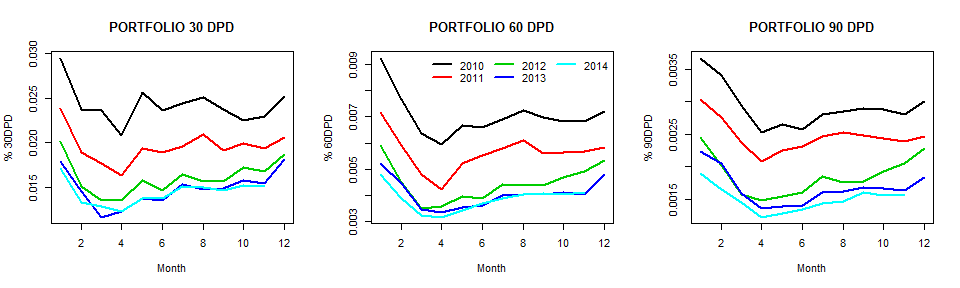 PORTFOLIO 30 DPD
% 30DPD
0.030
0.025
0.020
0.015
2 4 6 8 10 12
Month
PORTFOLIO 60 DPD
% 60DPD
0.009
0.007
0.005
0.003
2010 2012 2014
2011 2013
2 4 6 8 10 12
Month
PORTFOLIO 90 DPD
% 90DPD
0.0035
0.0025
0.0015
2 4 6 8 10 12
Month